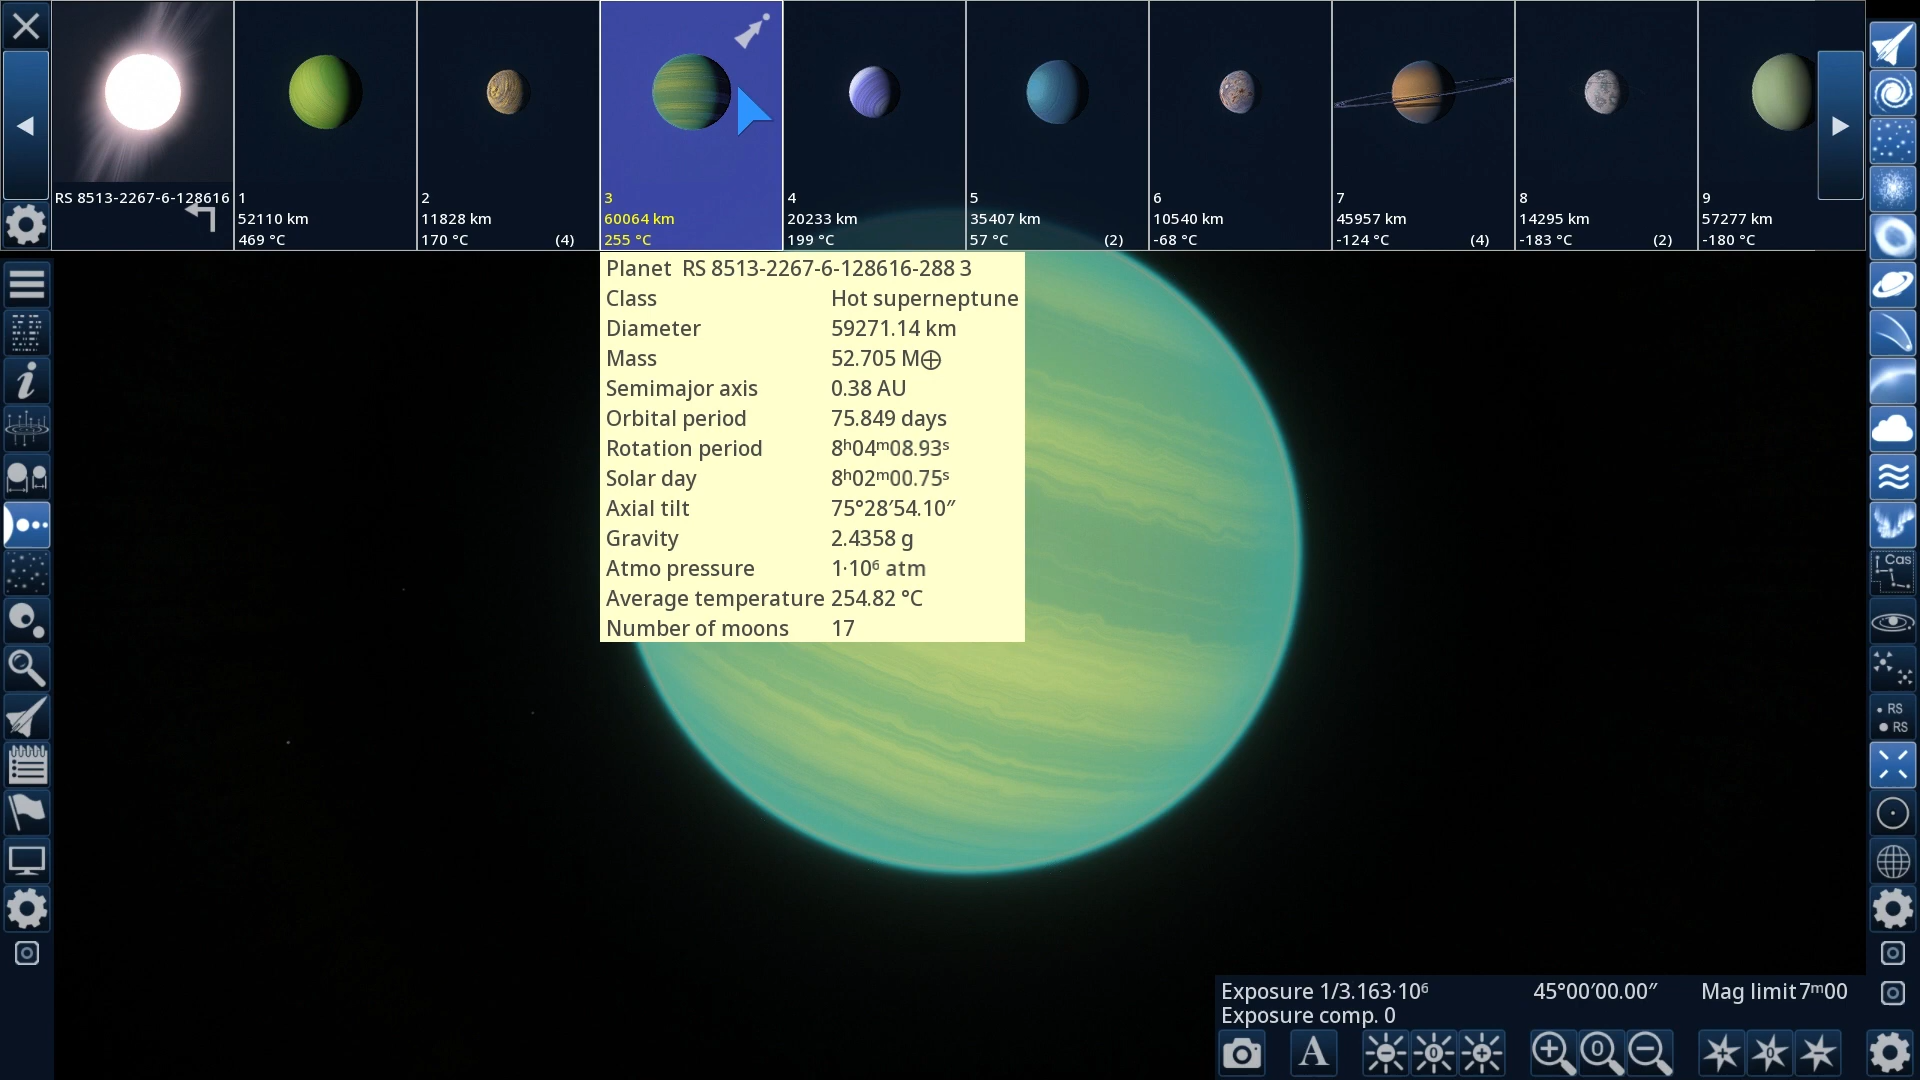 RS 8513-2267-6-128616
1
52110 km
469 °C
2
11828 km
170 °C (4)
3
60064 km
255 °C
4
20233 km
199 °C
5
35407 km
57 °C (2)
6
10540 km
-68 °C
7
45957 km
-124 °C (4)
8
14295 km
-183 °C (2)
9
57277 km
-180 °C
Planet RS 8513-2267-6-128616-288 3
Class Hot superneptune
Diameter 59271.14 km
Mass 52.705 M⊕
Semimajor axis 0.38 AU
Orbital period 75.849 days
Rotation period 8ʰ04ᵐ08.93ˢ
Solar day 8ʰ02ᵐ00.75ˢ
Axial tilt 75°28′54.10″
Gravity 2.4358 g
Atmo pressure 1·10⁶ atm
Average temperature 254.82 °C
Number of moons 17
Cas
RS
RS
Exposure 1/3.163·10⁶ 45°00′00.00″ Mag limit 7ᵐ00
Exposure comp. 0
A 0 0 0